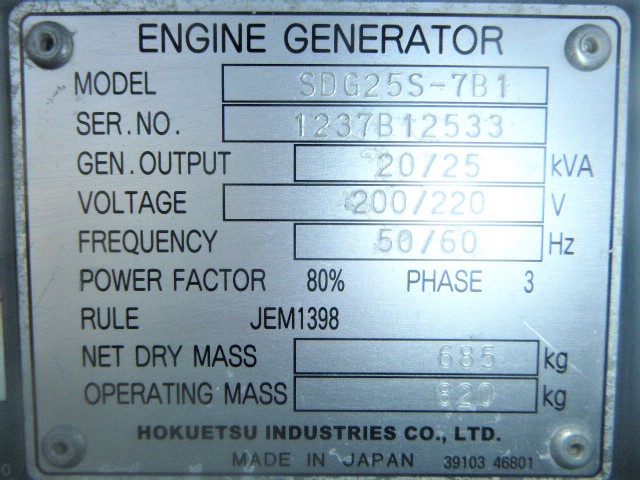 ENGINE GENERATOR
MODEL SDG25S-7B1
SER.NO. 1237B12533
GEN.OUTPUT 20/25 kVA
VOLTAGE 200/220 V
FREQUENCY 50/60 Hz
POWER FACTOR 80% PHASE 3
RULE JEM1398
NET DRY MASS 685 kg
OPERATING MASS 820 kg
HOKUETSU INDUSTRIES CO., LTD.
MADE IN JAPAN 39103 46801